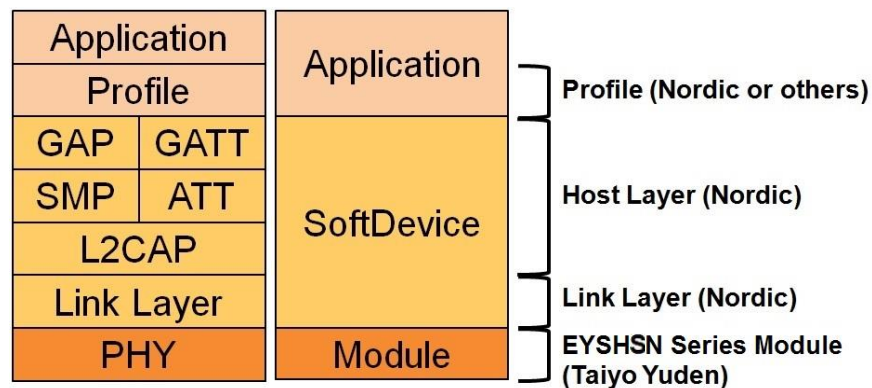 Application
Profile
GAP GATT
SMP ATT
L2CAP
Link Layer
PHY
Application
SoftDevice
Module
Profile (Nordic or others)
Host Layer (Nordic)
Link Layer (Nordic)
EYSHSN Series Module
(Taiyo Yuden)